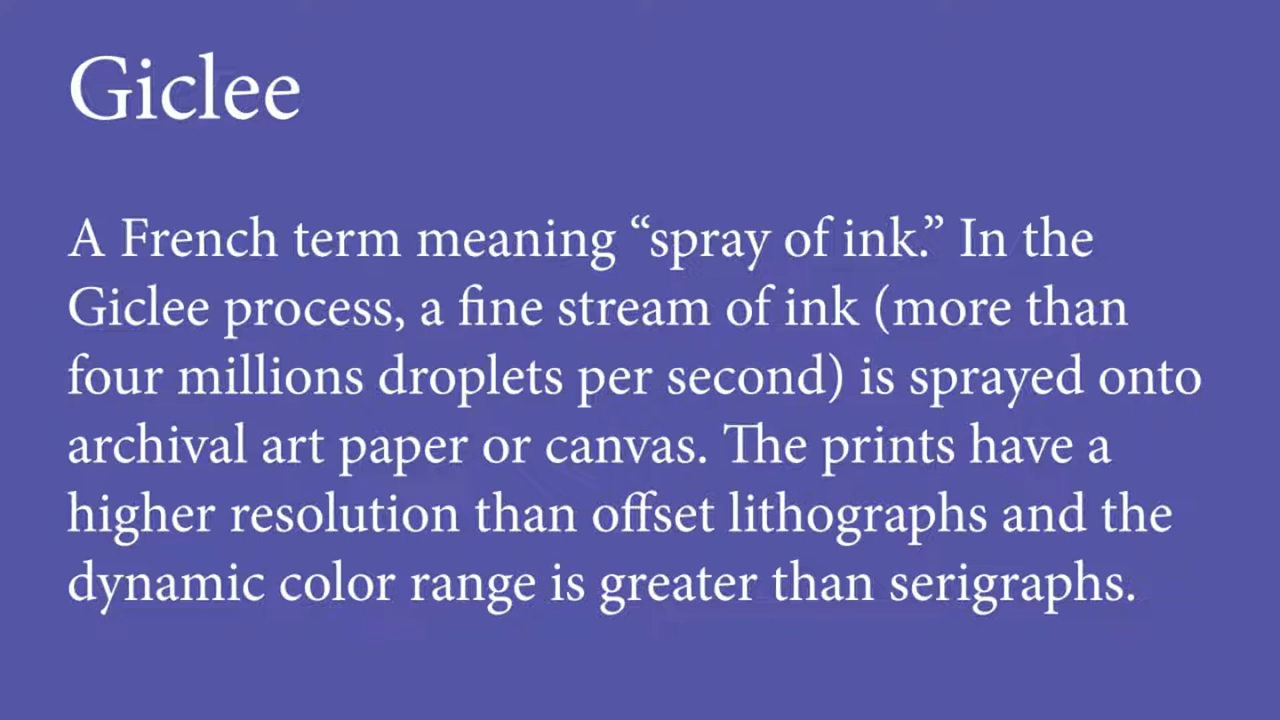 Giclee
A French term meaning “spray of ink.” In the
Giclee process, a fine stream of ink (more than
four millions droplets per second) is sprayed onto
archival art paper or canvas. The prints have a
higher resolution than offset lithographs and the
dynamic color range is greater than serigraphs.